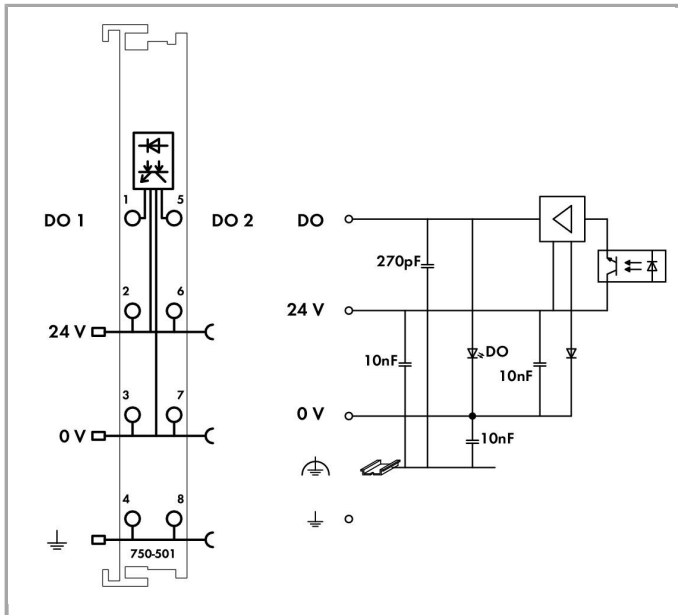 1 5
DO 1 DO 2
2 6
24 V
3 7
0 V
4 8
750-501
DO
270pF
24 V
10nF DO 10nF
0 V
10nF